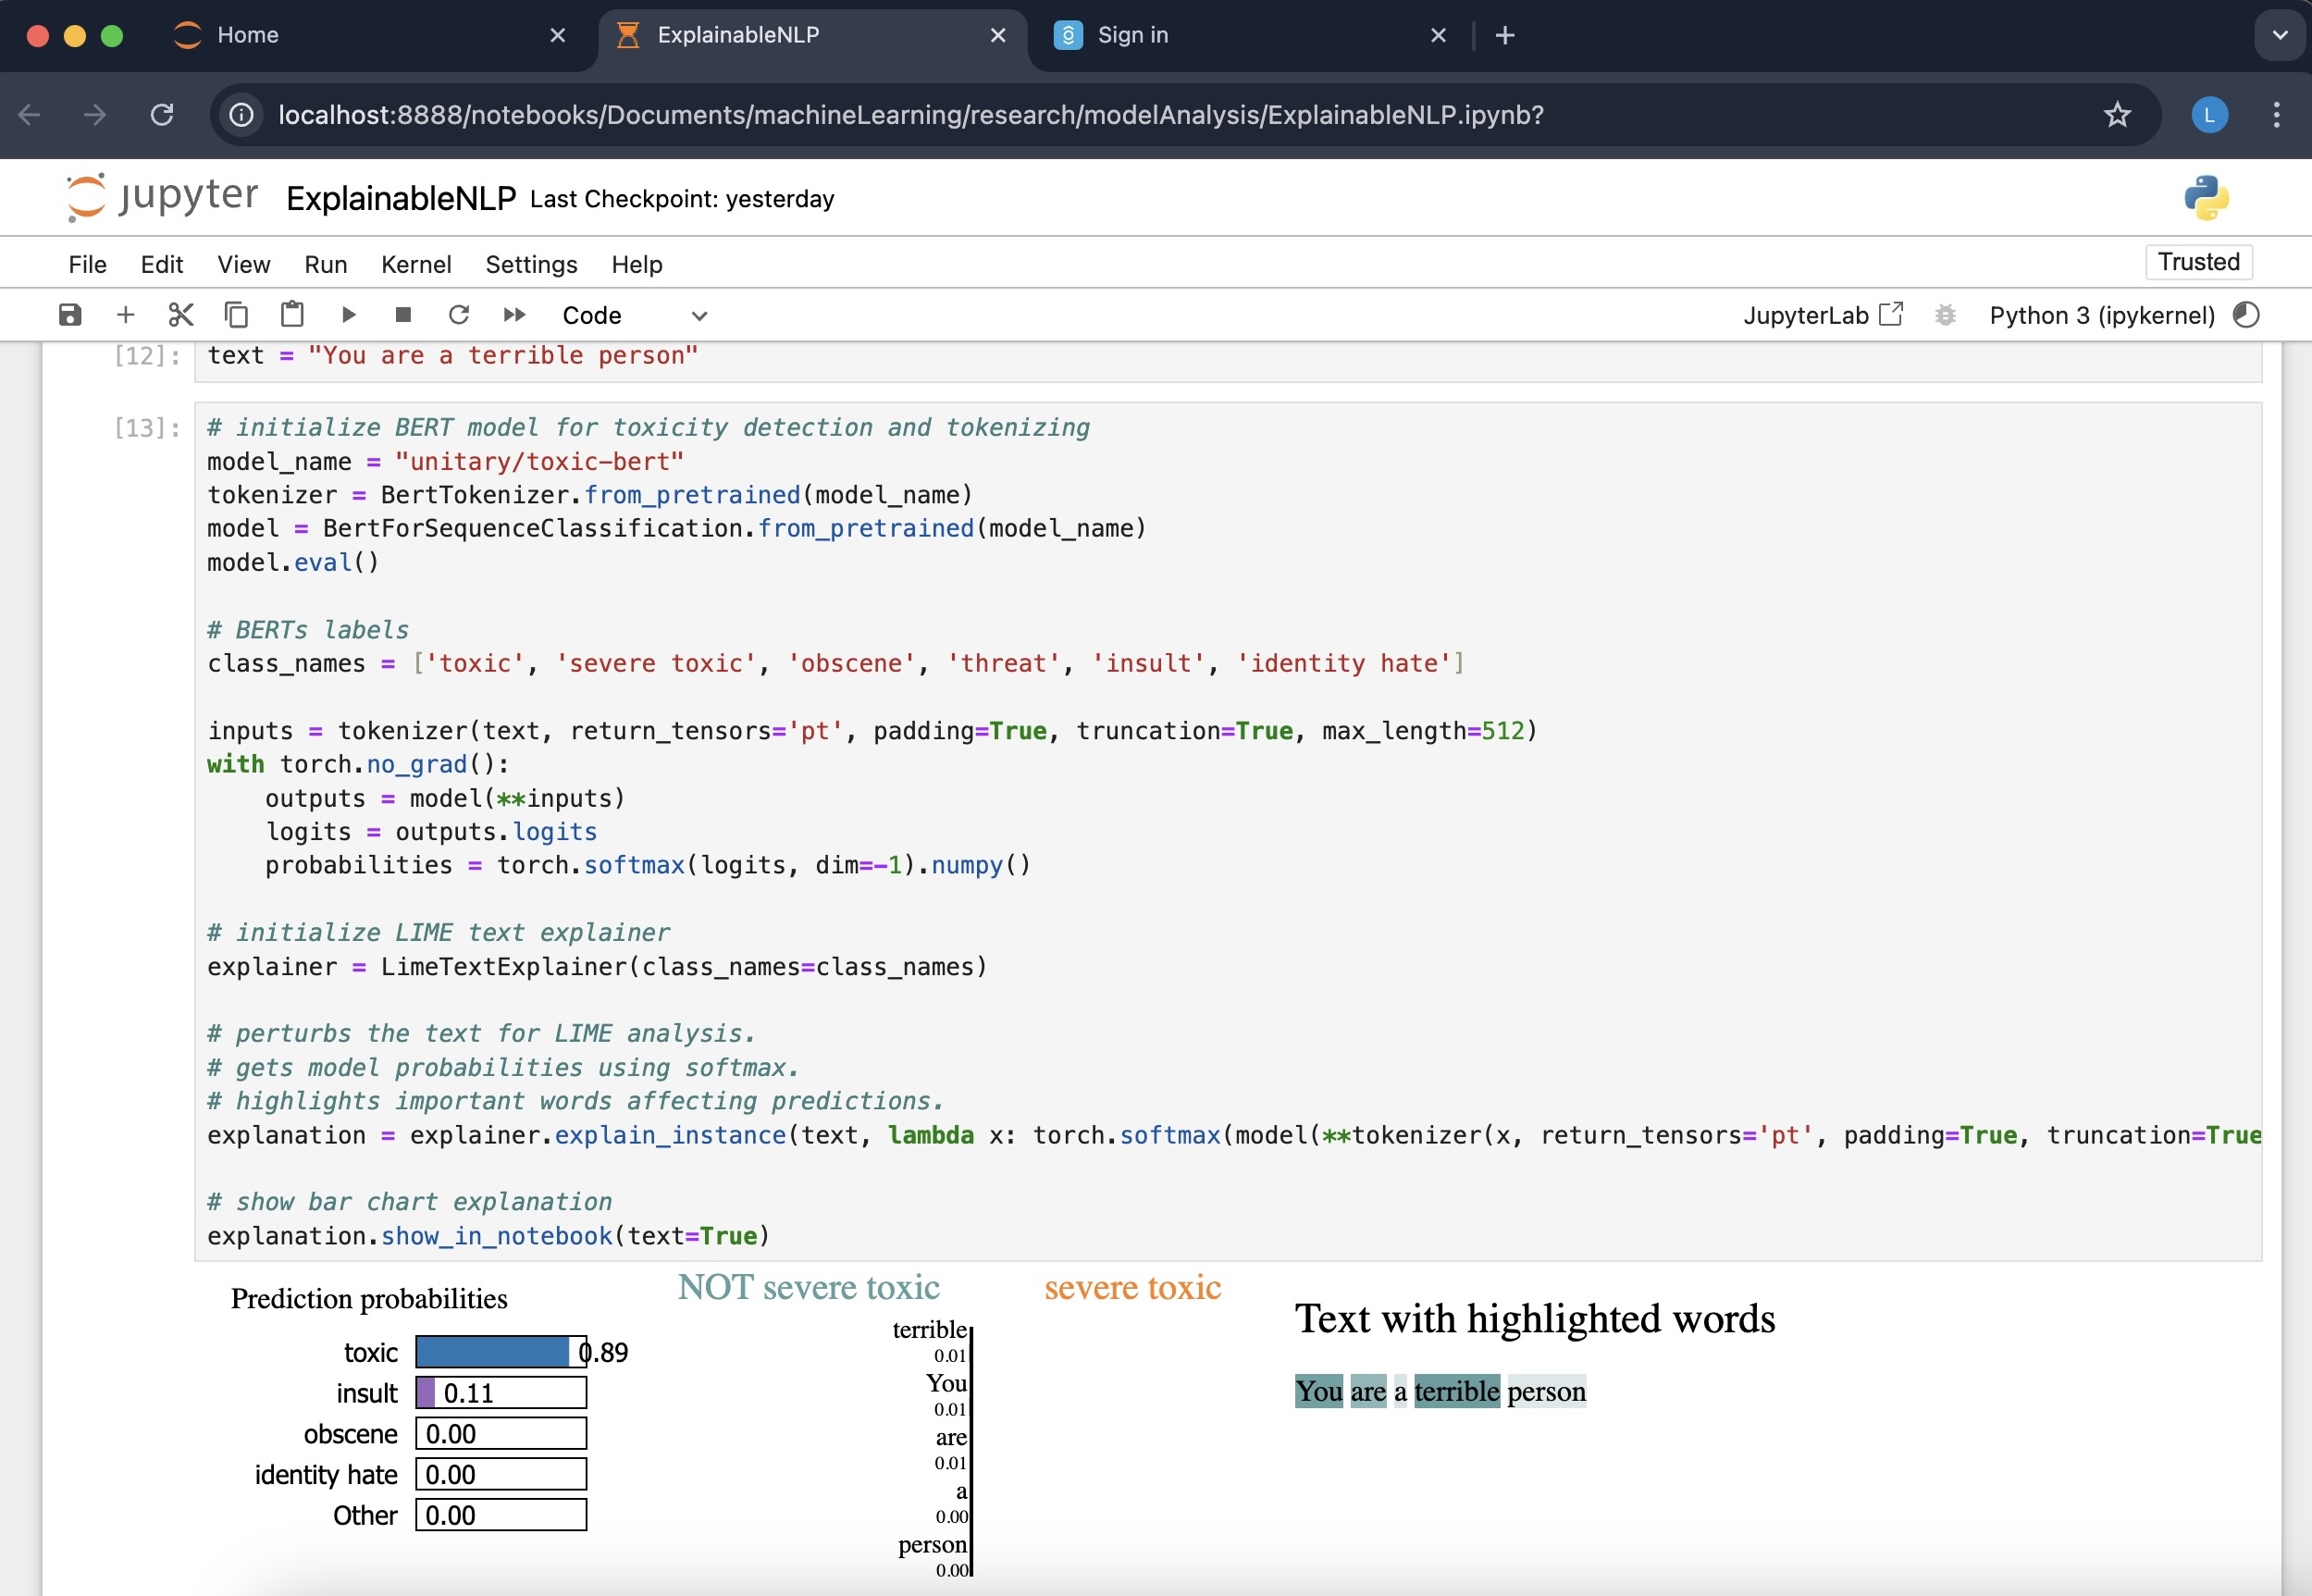 Home
ExplainableNLP
Sign in
localhost:8888/notebooks/Documents/machineLearning/research/modelAnalysis/ExplainableNLP.ipynb?
L
jupyter ExplainableNLP Last Checkpoint: yesterday
File Edit View Run Kernel Settings Help
Trusted
Code
JupyterLab
Python 3 (ipykernel)
[12]: text = "You are a terrible person"
[13]: # initialize BERT model for toxicity detection and tokenizing
model_name = "unitary/toxic-bert"
tokenizer = BertTokenizer.from_pretrained(model_name)
model = BertForSequenceClassification.from_pretrained(model_name)
model.eval()
# BERTs labels
class_names = ['toxic', 'severe toxic', 'obscene', 'threat', 'insult', 'identity hate']
inputs = tokenizer(text, return_tensors='pt', padding=True, truncation=True, max_length=512)
with torch.no_grad():
    outputs = model(**inputs)
    logits = outputs.logits
    probabilities = torch.softmax(logits, dim=-1).numpy()
# initialize LIME text explainer
explainer = LimeTextExplainer(class_names=class_names)
# perturbs the text for LIME analysis.
# gets model probabilities using softmax.
# highlights important words affecting predictions.
explanation = explainer.explain_instance(text, lambda x: torch.softmax(model(**tokenizer(x, return_tensors='pt', padding=True, truncation=True
# show bar chart explanation
explanation.show_in_notebook(text=True)
Prediction probabilities
toxic 0.89
insult 0.11
obscene 0.00
identity hate 0.00
Other 0.00
NOT severe toxic
severe toxic
terrible
0.01
You
0.01
are
0.01
a
0.00
person
0.00
Text with highlighted words
You are a terrible person